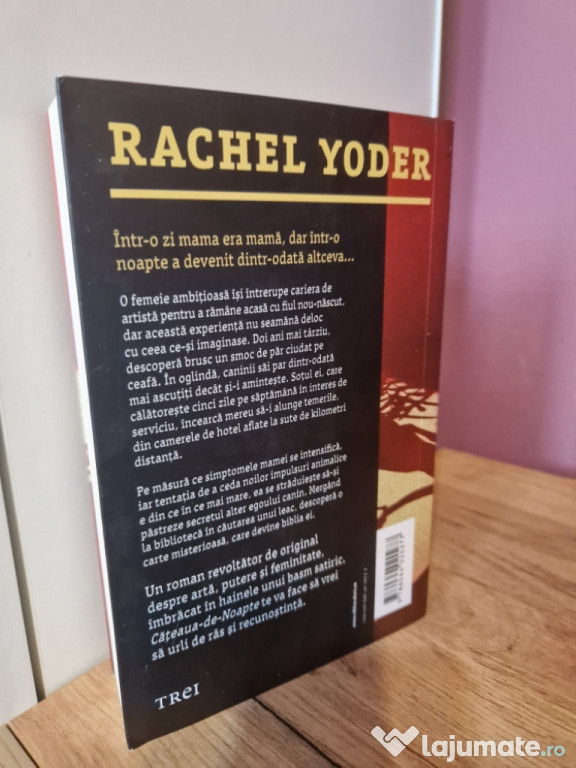 RACHEL YODER
Într-o zi mama era mamă, dar într-o
noapte a devenit dintr-odată altceva...
O femeie ambițioasă își întrerupe cariera de
artistă pentru a rămâne acasă cu fiul nou-născut,
dar această experiență nu seamănă deloc
cu ceea ce-și imaginase. Doi ani mai târziu,
descoperă brusc un smoc de păr ciudat pe
ceafă. În oglindă, caninii săi par dintr-odată
mai ascuțiți decât și-i amintește. Soțul ei, care
călătorește cinci zile pe săptămână în interes de
serviciu, încearcă mereu să-i alunge temerile,
din camerele de hotel aflate la sute de kilometri
distanță.
Pe măsură ce simptomele mamei se intensifică,
iar tentația de a ceda noilor impulsuri animalice
e din ce în ce mai mare, ea se străduiește să-și
păstreze secretul alter egoului canin. Mergând
la bibliotecă în căutarea unui leac, descoperă o
carte misterioasă, care devine biblia ei.
Un roman revoltător de original
despre artă, putere și feminitate,
îmbrăcat în hainele unui basm satiric,
Cățeaua-de-Noapte te va face să vrei
să urli de râs și recunoștință.
TREI
lajumate.ro